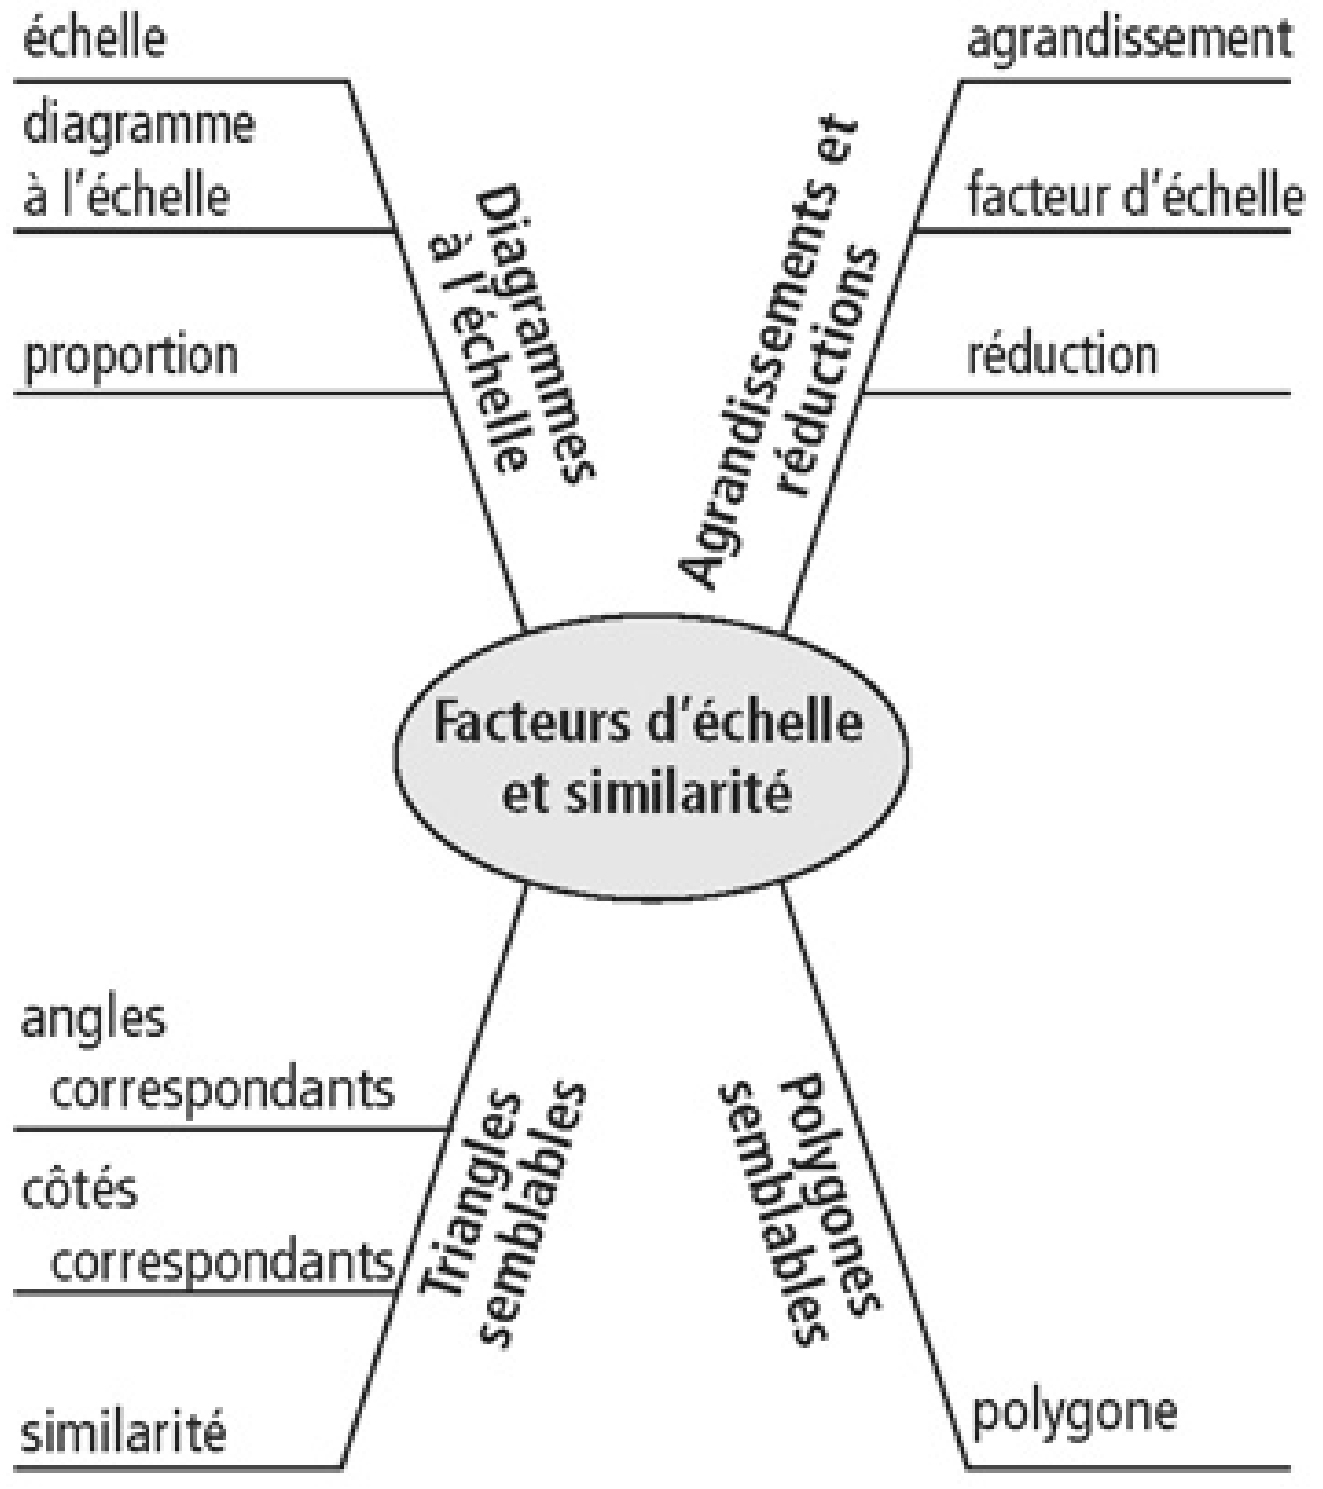 échelle
diagramme
à l'échelle
proportion
Diagrammes
à l'échelle
agrandissement
facteur d'échelle
réduction
Agrandissements et
réductions
Facteurs d'échelle
et similarité
angles
correspondants
côtés
correspondants
similarité
Triangles
semblables
Polygones
semblables
polygone